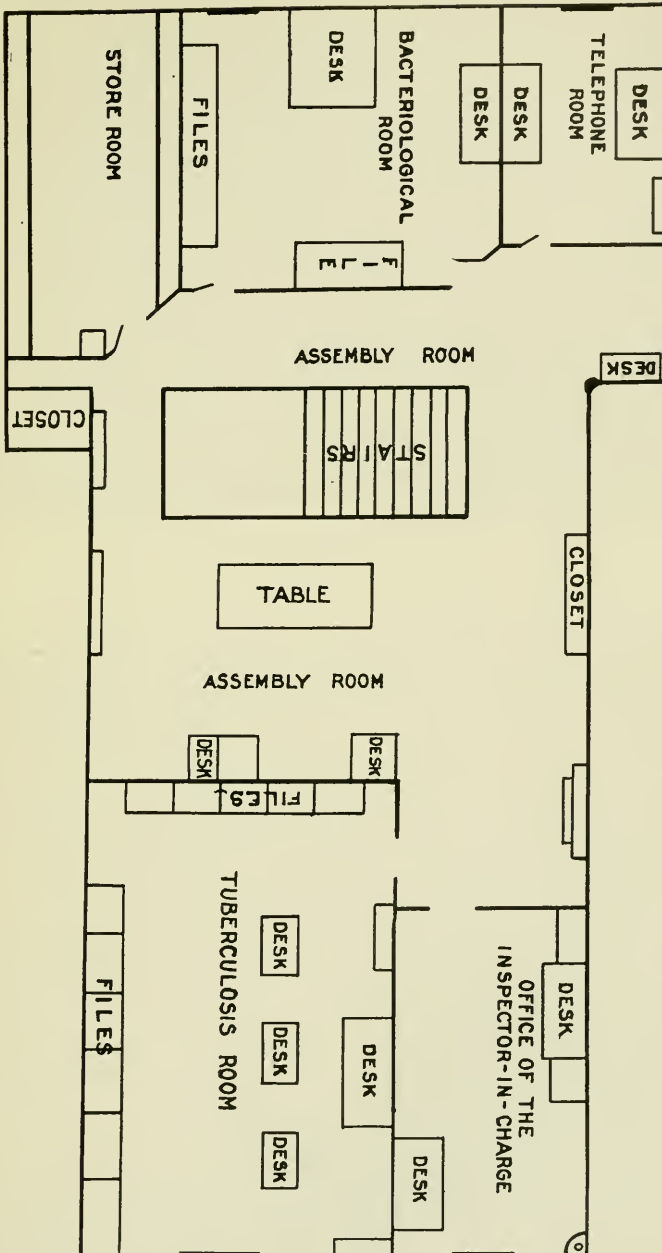 STORE ROOM
FILES
DESK
BACTERIOLOGICAL
ROOM
DESK
DESK
TELEPHONE
ROOM
DESK
FILE
ASSEMBLY ROOM
DESK
CLOSET
STAIRS
CLOSET
TABLE
ASSEMBLY ROOM
DESK
DESK
FILES
TUBERCULOSIS ROOM
FILES
DESK
DESK
DESK
DESK
DESK
OFFICE OF THE
INSPECTOR-IN-CHARGE
DESK